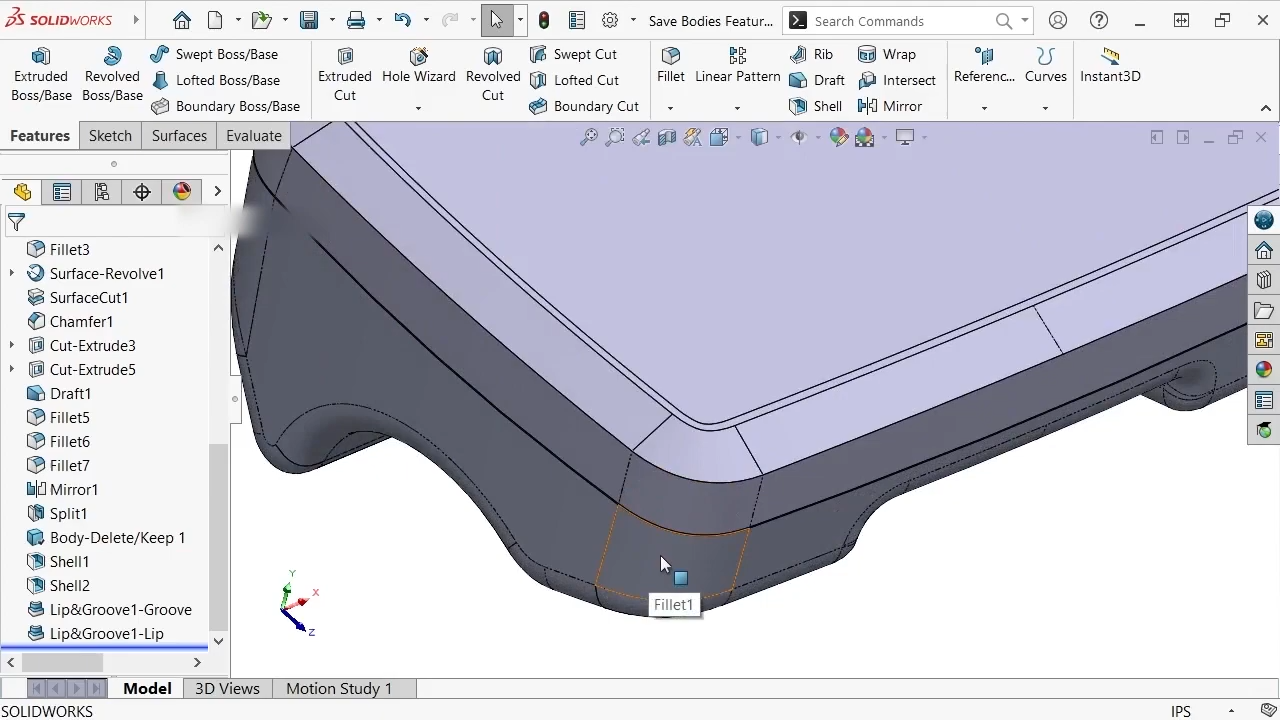 SOLIDWORKS
Save Bodies Featur...
Search Commands
Extruded Boss/Base
Revolved Boss/Base
Swept Boss/Base
Lofted Boss/Base
Boundary Boss/Base
Extruded Cut
Hole Wizard
Revolved Cut
Swept Cut
Lofted Cut
Boundary Cut
Fillet
Linear Pattern
Rib
Draft
Shell
Wrap
Intersect
Mirror
Referenc...
Curves
Instant3D
Features
Sketch
Surfaces
Evaluate
Fillet3
Surface-Revolve1
SurfaceCut1
Chamfer1
Cut-Extrude3
Cut-Extrude5
Draft1
Fillet5
Fillet6
Fillet7
Mirror1
Split1
Body-Delete/Keep 1
Shell1
Shell2
Lip&Groove1-Groove
Lip&Groove1-Lip
Fillet1
Y
X
Z
Model
3D Views
Motion Study 1
SOLIDWORKS
IPS